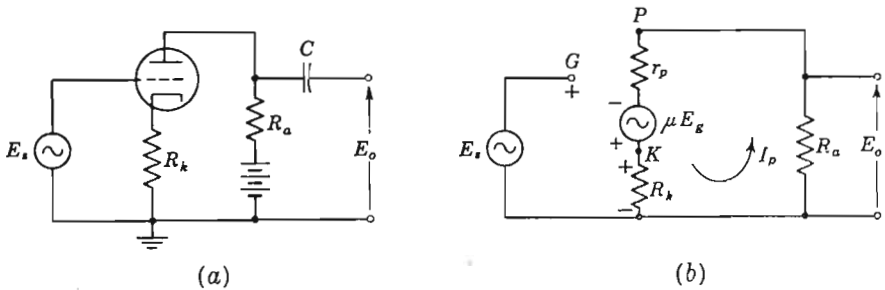 C
E_s
R_k
R_a
E_o
(a)
P
r_p
G
+
−
μE_g
+
K
+
R_k
−
I_p
E_s
R_a
E_o
(b)